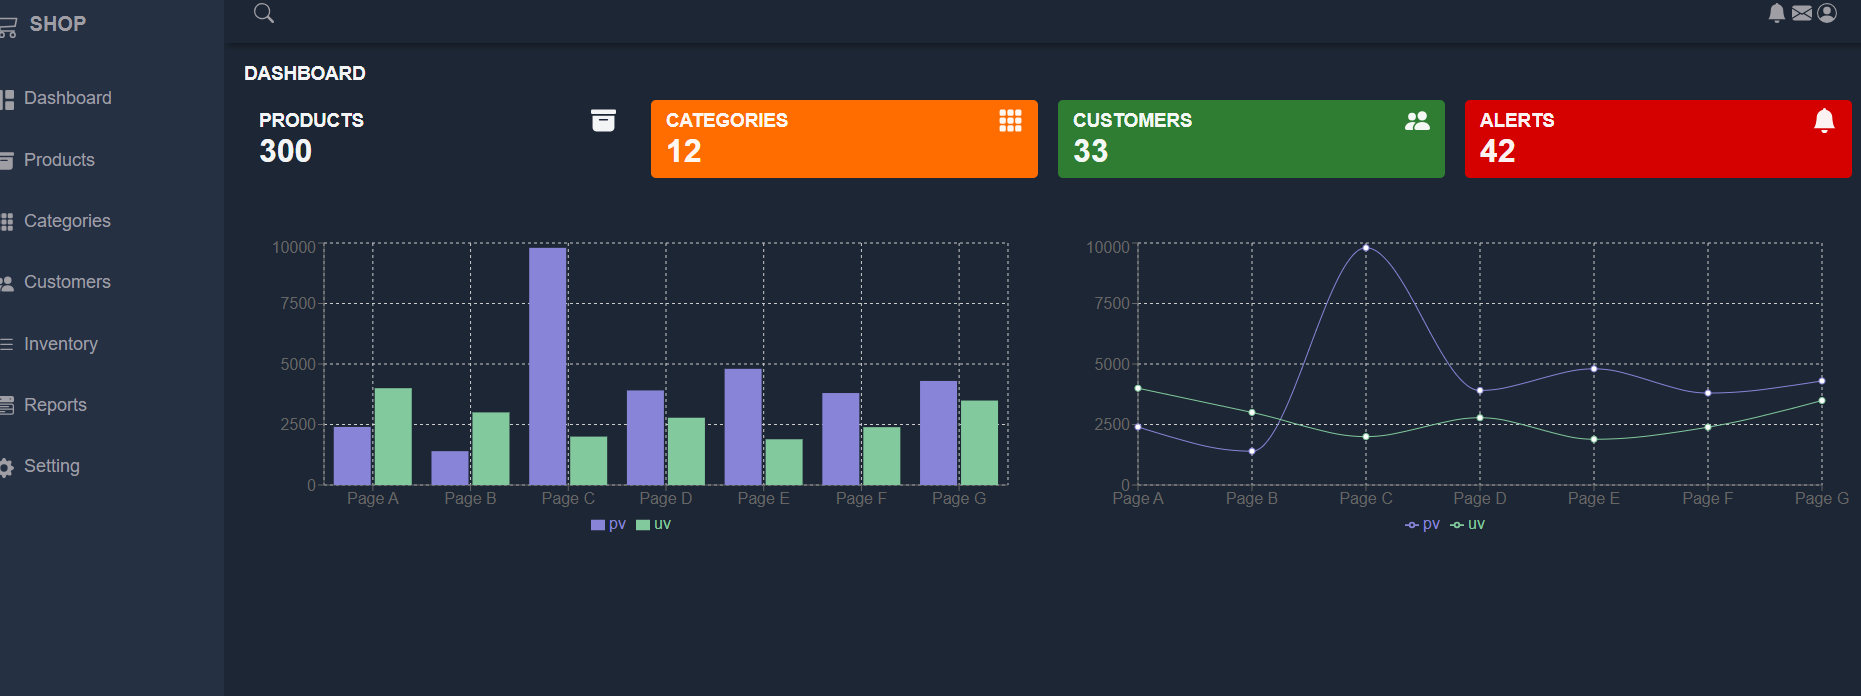 SHOP
Dashboard
Products
Categories
Customers
Inventory
Reports
Setting
DASHBOARD
PRODUCTS
300
CATEGORIES
12
CUSTOMERS
33
ALERTS
42
10000
7500
5000
2500
0
Page A Page B Page C Page D Page E Page F Page G
pv uv
10000
7500
5000
2500
0
Page A Page B Page C Page D Page E Page F Page G
pv uv